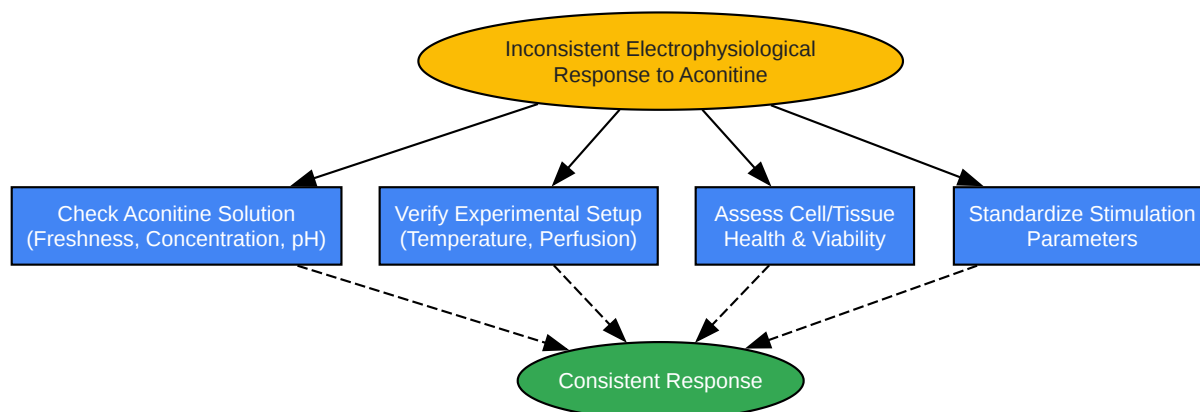 Inconsistent Electrophysiological
Response to Aconitine
Check Aconitine Solution
(Freshness, Concentration, pH)
Verify Experimental Setup
(Temperature, Perfusion)
Assess Cell/Tissue
Health & Viability
Standardize Stimulation
Parameters
Consistent Response